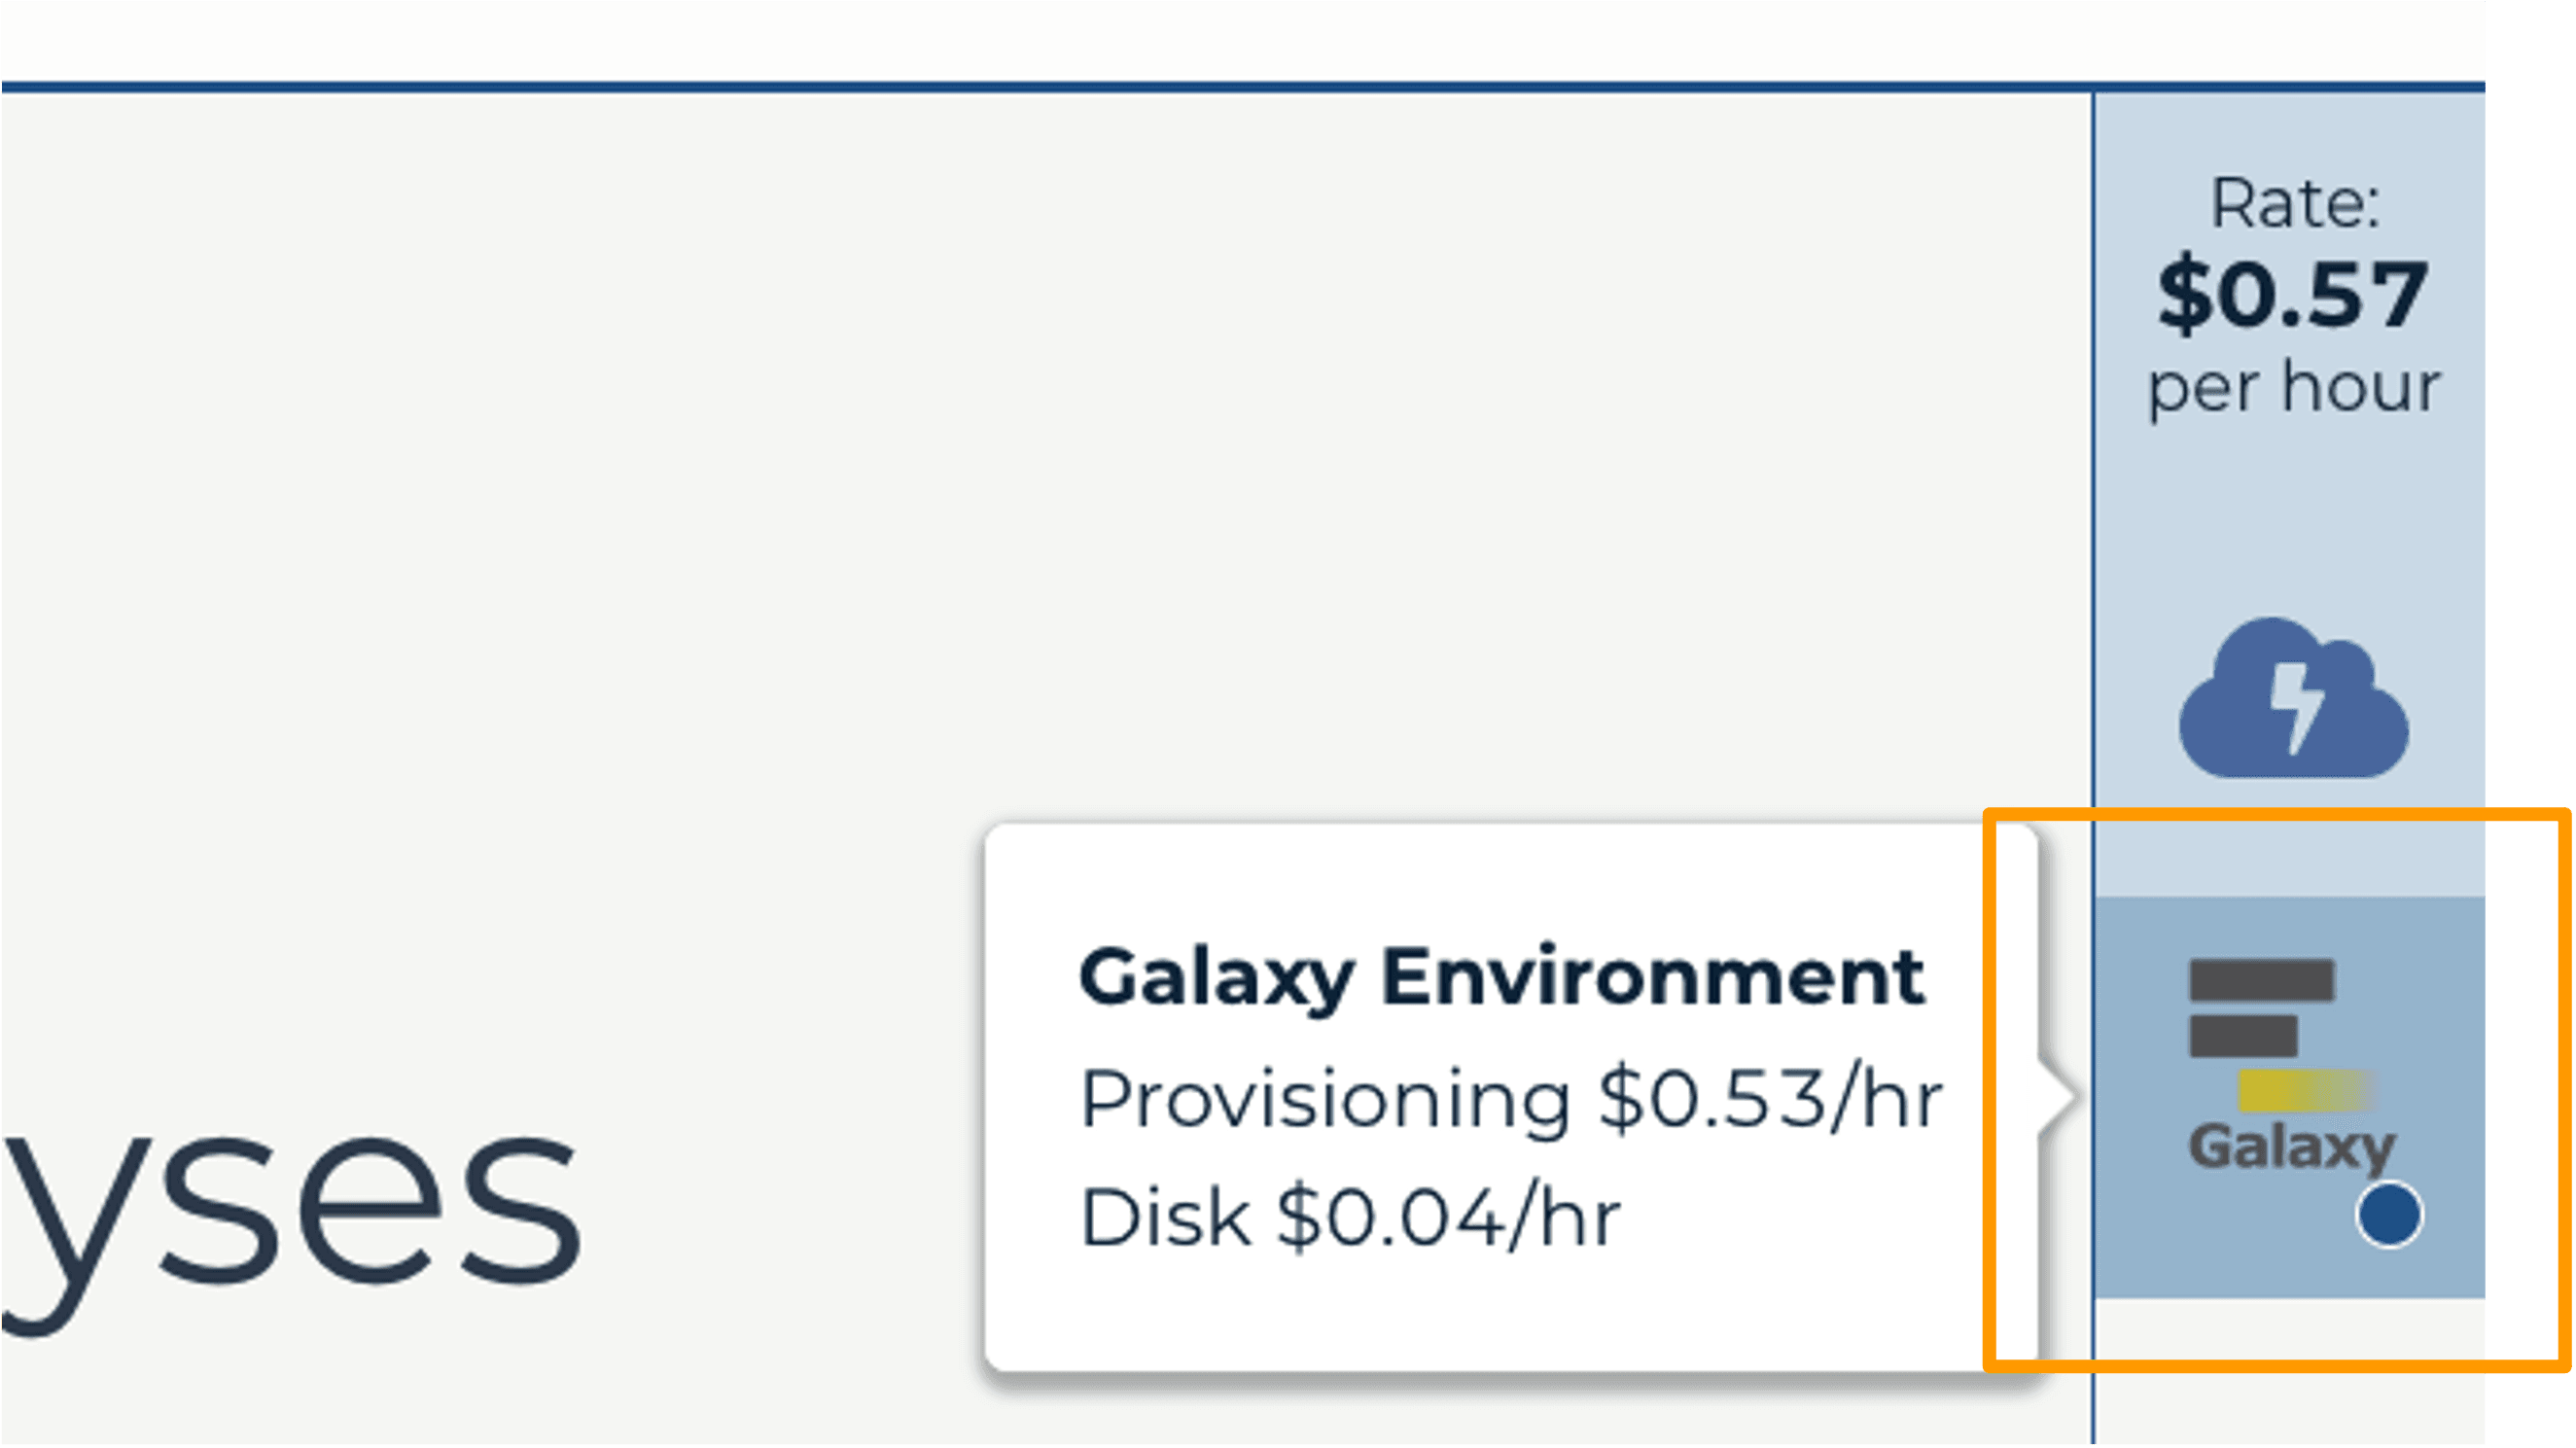 Rate:
$0.57
per hour
Galaxy Environment
Provisioning $0.53/hr
Disk $0.04/hr
Galaxy
yses